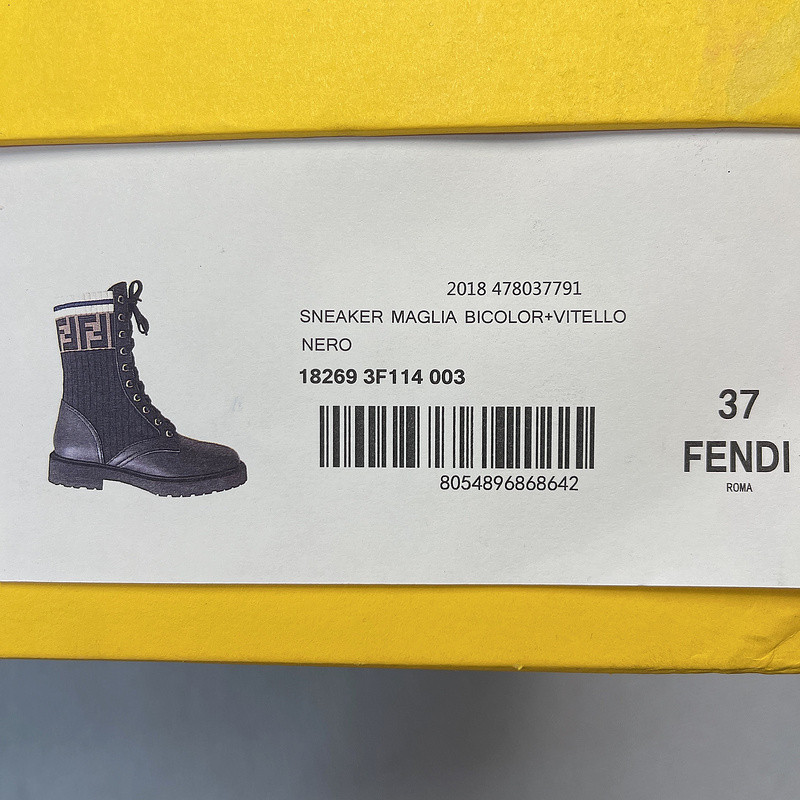 2018 478037791
SNEAKER MAGLIA BICOLOR+VITELLO
NERO
18269 3F114 003
8054896868642
37
FENDI
ROMA